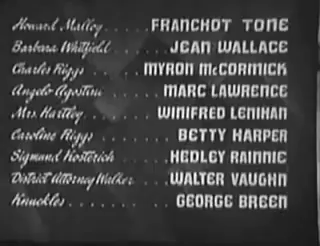 Howard Malloy.....FRANCHOT TONE
Barbara Whitfield.....JEAN WALLACE
Charles Riggs.....MYRON McCORMICK
Angelo Agostini.....MARC LAWRENCE
Mrs. Hartley.....WINIFRED LENIHAN
Caroline Riggs........BETTY HARPER
Sigmund Kosterich....HEDLEY RAINNIE
District Attorney Walker...WALTER VAUGHN
Knuckles........GEORGE BREEN